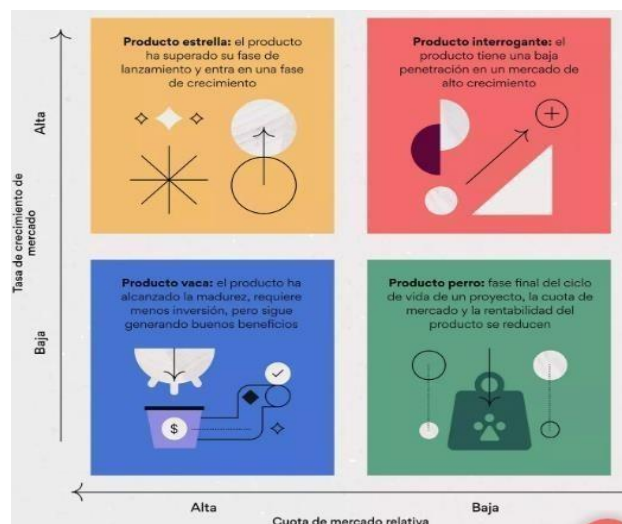 Producto estrella: el producto
ha superado su fase de
lanzamiento y entra en una fase
de crecimiento
Producto interrogante: el
producto tiene una baja
penetración en un mercado de
alto crecimiento
Alta
Tasa de crecimiento de
mercado
Baja
Producto vaca: el producto ha
alcanzado la madurez, requiere
menos inversión, pero sigue
generando buenos beneficios
$
Producto perro: fase final del ciclo
de vida de un proyecto, la cuota de
mercado y la rentabilidad del
producto se reducen
Alta
Baja
Cuota de mercado relativa